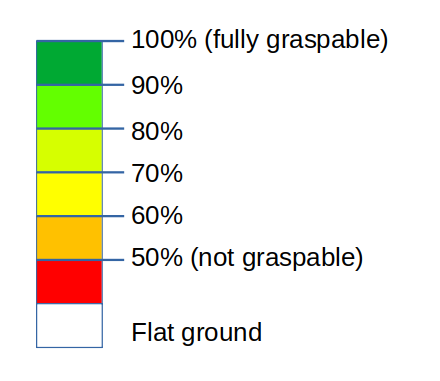 100% (fully graspable)
90%
80%
70%
60%
50% (not graspable)
Flat ground